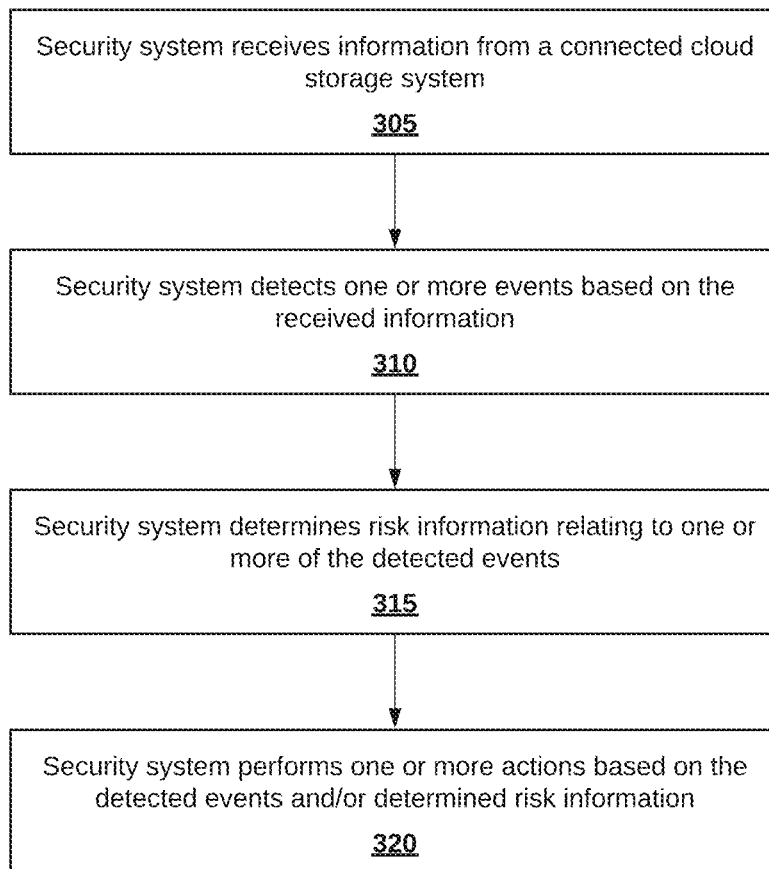 Security system receives information from a connected cloud
storage system
305
Security system detects one or more events based on the
received information
310
Security system determines risk information relating to one or
more of the detected events
315
Security system performs one or more actions based on the
detected events and/or determined risk information
320